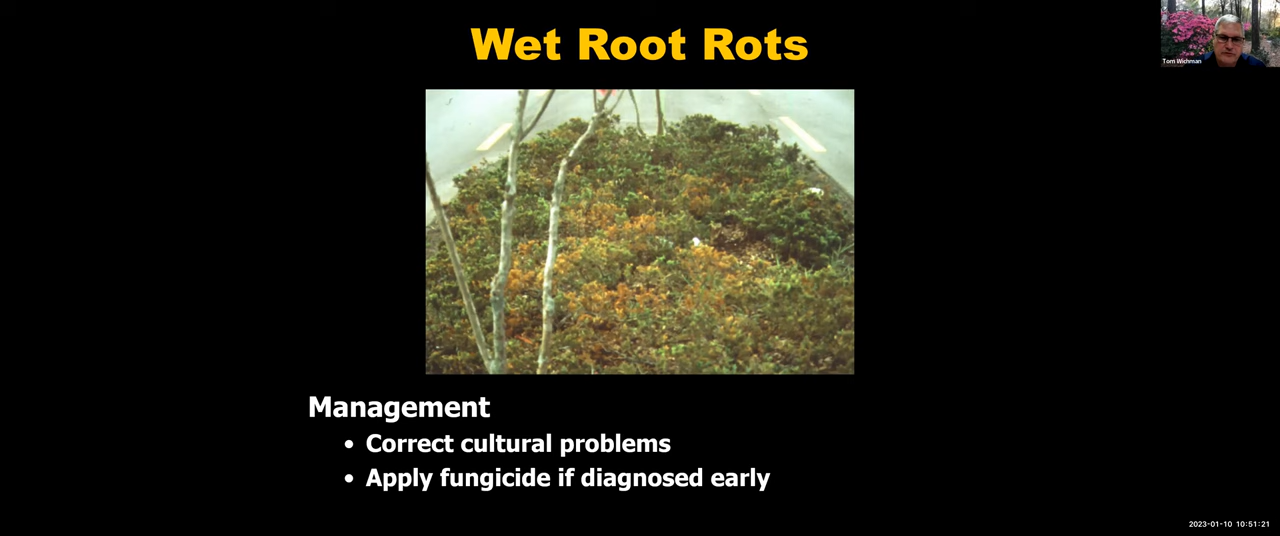 Wet Root Rots
Tom Wichman
Management
• Correct cultural problems
• Apply fungicide if diagnosed early
2023-01-10 10:51:21